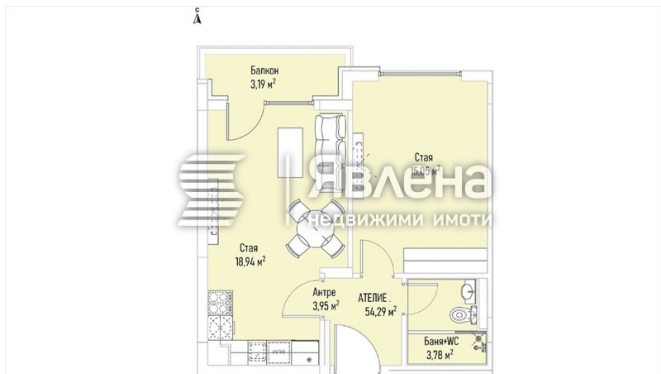 с
Балкон
3,19 м²
Стая
15,05 м²
Явлена
недвижими имоти
Стая
18,94 м²
Антре
3,95 м²
АТЕЛИЕ .
54,29 м²
Баня+WC
3,78 м²